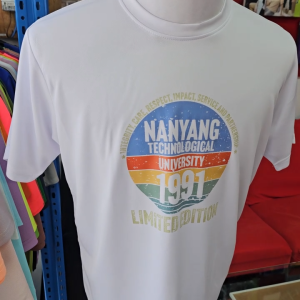 NANYANG
TECHNOLOGICAL
UNIVERSITY
1991
LIMITED EDITION